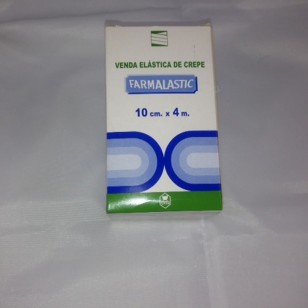 VENDA ELÁSTICA DE CREPE
FARMALASTIC
10 cm. x 4 m.